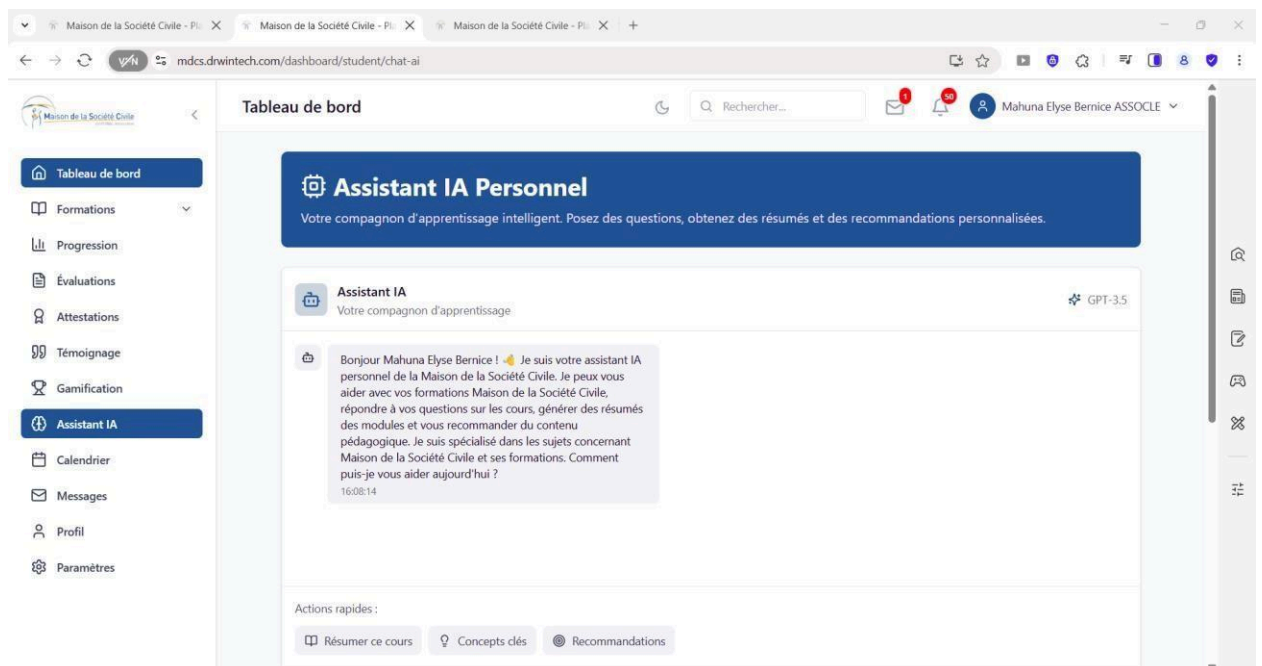 Maison de la Société Civile - Pla
Maison de la Société Civile - Pla
Maison de la Société Civile - Pla
mdcs.drwintech.com/dashboard/student/chat-ai
Maison de la Société Civile
Tableau de bord
Rechercher...
1
50
Mahuna Elyse Bernice ASSOCLE
Tableau de bord
Formations
Progression
Évaluations
Attestations
Témoignage
Gamification
Assistant IA
Calendrier
Messages
Profil
Paramètres
Assistant IA Personnel
Votre compagnon d'apprentissage intelligent. Posez des questions, obtenez des résumés et des recommandations personnalisées.
Assistant IA
Votre compagnon d'apprentissage
GPT-3.5
Bonjour Mahuna Elyse Bernice ! 👋 Je suis votre assistant IA
personnel de la Maison de la Société Civile. Je peux vous
aider avec vos formations Maison de la Société Civile,
répondre à vos questions sur les cours, générer des résumés
des modules et vous recommander du contenu
pédagogique. Je suis spécialisé dans les sujets concernant
Maison de la Société Civile et ses formations. Comment
puis-je vous aider aujourd'hui ?
16:08:14
Actions rapides :
Résumer ce cours
Concepts clés
Recommandations